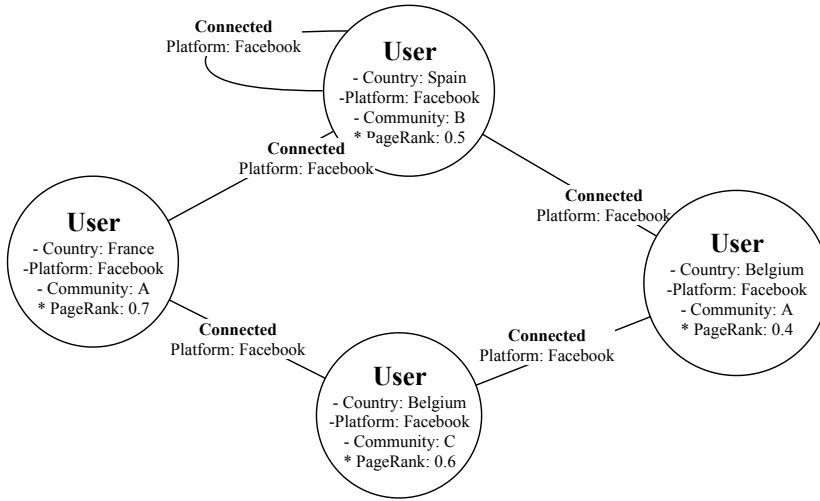 Connected
Platform: Facebook
User
- Country: Spain
-Platform: Facebook
- Community: B
* PageRank: 0.5
Connected
Platform: Facebook
Connected
Platform: Facebook
User
- Country: France
-Platform: Facebook
- Community: A
* PageRank: 0.7
User
- Country: Belgium
-Platform: Facebook
- Community: A
* PageRank: 0.4
Connected
Platform: Facebook
Connected
Platform: Facebook
User
- Country: Belgium
-Platform: Facebook
- Community: C
* PageRank: 0.6